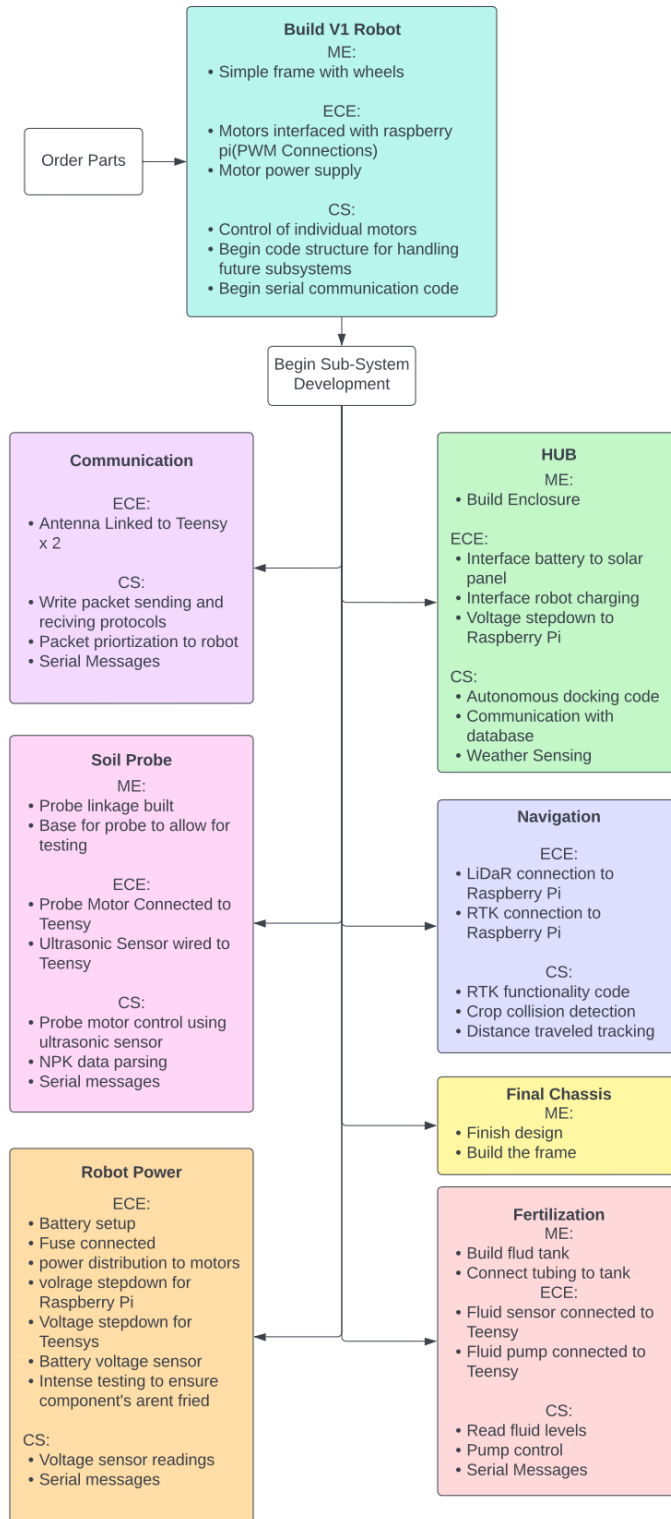 Build V1 Robot
ME:
• Simple frame with wheels
ECE:
• Motors interfaced with raspberry
pi(PWM Connections)
• Motor power supply
CS:
• Control of individual motors
• Begin code structure for handling
future subsystems
• Begin serial communication code
Order Parts
Begin Sub-System
Development
Communication
ECE:
• Antenna Linked to Teensy
x 2
CS:
• Write packet sending and
reciving protocols
• Packet priortization to robot
• Serial Messages
HUB
ME:
• Build Enclosure
ECE:
• Interface battery to solar
panel
• Interface robot charging
• Voltage stepdown to
Raspberry Pi
CS:
• Autonomous docking code
• Communication with
database
• Weather Sensing
Soil Probe
ME:
• Probe linkage built
• Base for probe to allow for
testing
ECE:
• Probe Motor Connected to
Teensy
• Ultrasonic Sensor wired to
Teensy
CS:
• Probe motor control using
ultrasonic sensor
• NPK data parsing
• Serial messages
Navigation
ECE:
• LiDaR connection to
Raspberry Pi
• RTK connection to
Raspberry Pi
CS:
• RTK functionality code
• Crop collision detection
• Distance traveled tracking
Final Chassis
ME:
• Finish design
• Build the frame
Robot Power
ECE:
• Battery setup
• Fuse connected
• power distribution to motors
• volrage stepdown for
Raspberry Pi
• Voltage stepdown for
Teensys
• Battery voltage sensor
• Intense testing to ensure
component's arent fried
CS:
• Voltage sensor readings
• Serial messages
Fertilization
ME:
• Build flud tank
• Connect tubing to tank
ECE:
• Fluid sensor connected to
Teensy
• Fluid pump connected to
Teensy
CS:
• Read fluid levels
• Pump control
• Serial Messages